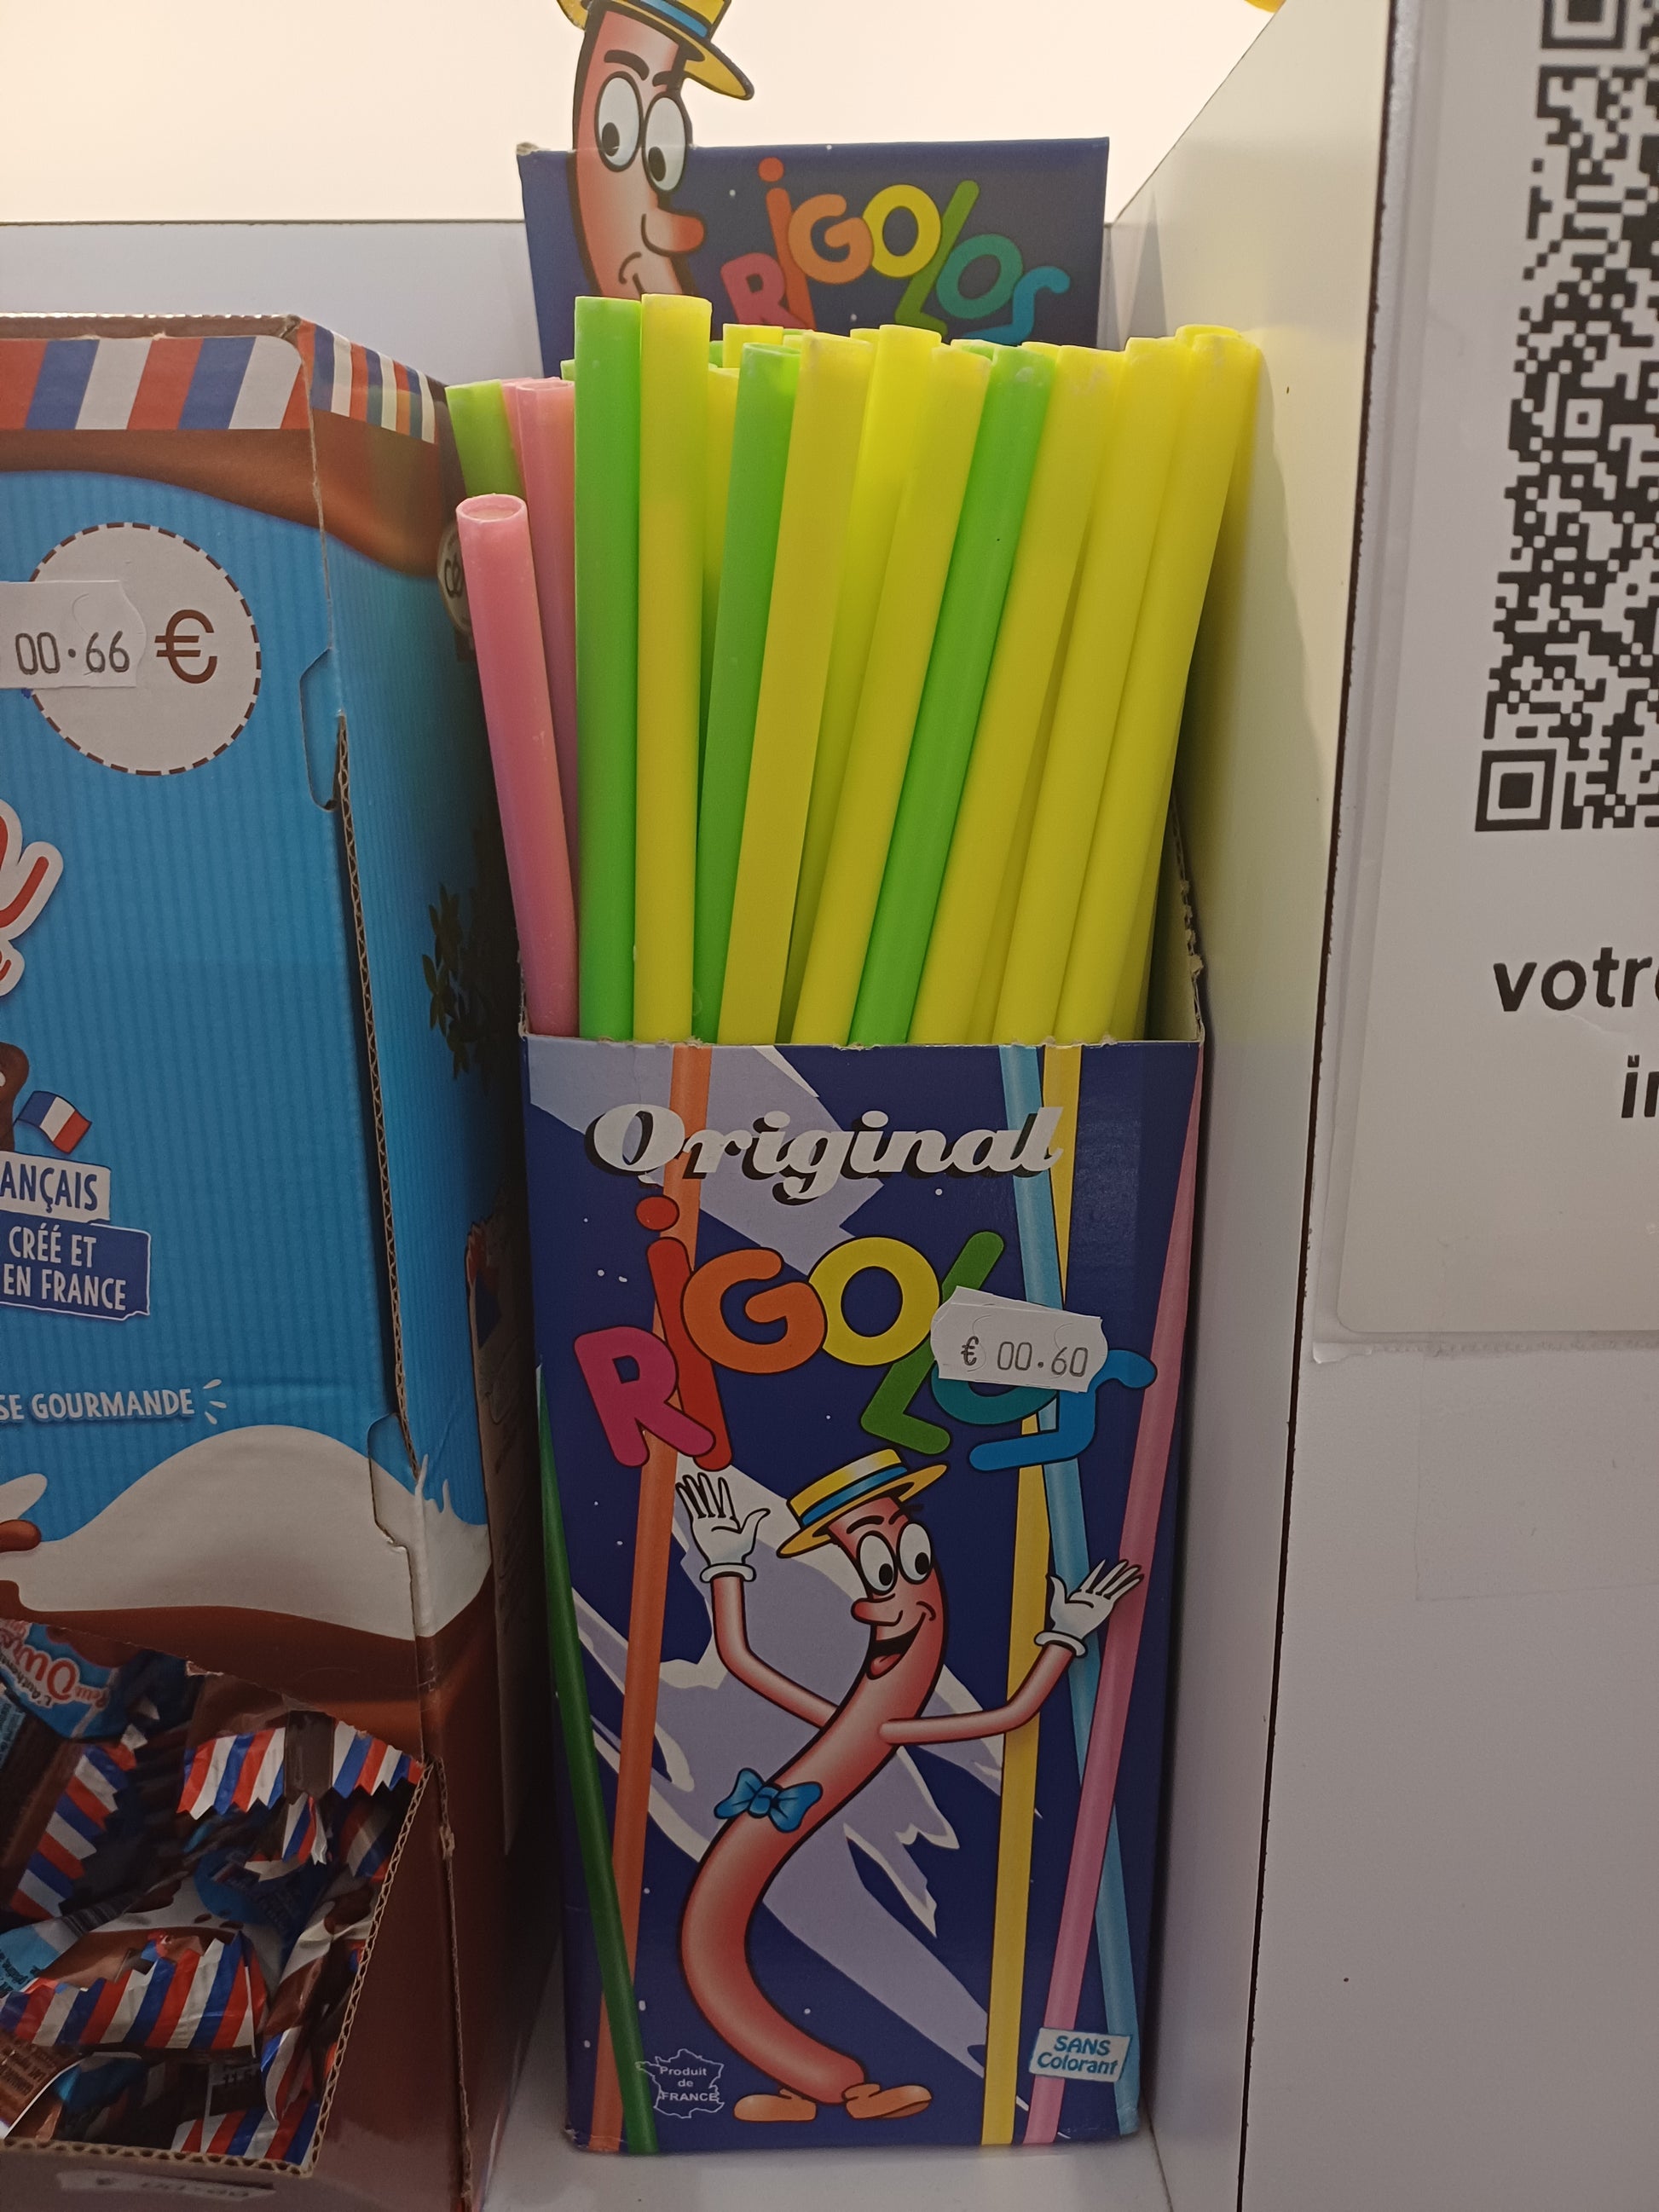 RiGOLOS
00.66 €
Original
RiGOLOS
€ 00.60
ANÇAIS
CRÉÉ ET
EN FRANCE
SE GOURMANDE
Produit
de
FRANCE
SANS
Colorant
votre